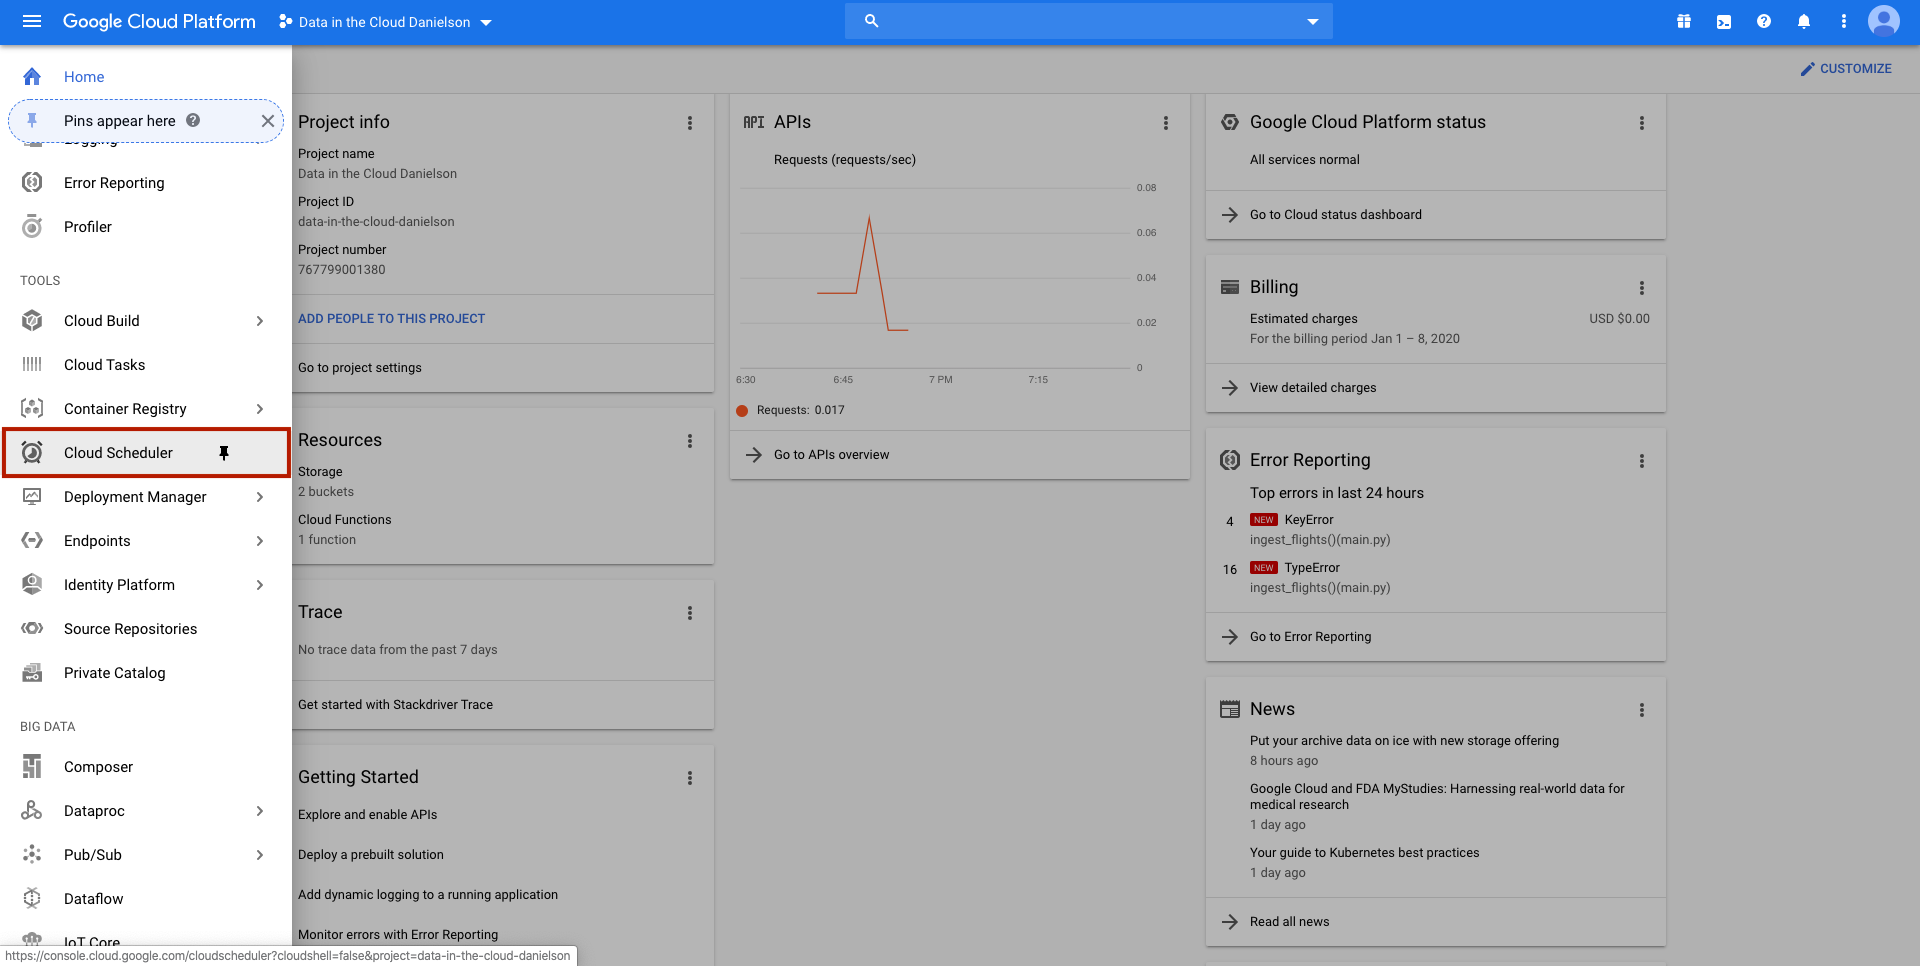 Google Cloud Platform
Data in the Cloud Danielson
Home
Pins appear here
Logging
Error Reporting
Profiler
TOOLS
Cloud Build
Cloud Tasks
Container Registry
Cloud Scheduler
Deployment Manager
Endpoints
Identity Platform
Source Repositories
Private Catalog
BIG DATA
Composer
Dataproc
Pub/Sub
Dataflow
IoT Core
https://console.cloud.google.com/cloudscheduler?cloudshell=false&project=data-in-the-cloud-danielson
CUSTOMIZE
Project info
Project name
Data in the Cloud Danielson
Project ID
data-in-the-cloud-danielson
Project number
767799001380
ADD PEOPLE TO THIS PROJECT
Go to project settings
Resources
Storage
2 buckets
Cloud Functions
1 function
Trace
No trace data from the past 7 days
Get started with Stackdriver Trace
Getting Started
Explore and enable APIs
Deploy a prebuilt solution
Add dynamic logging to a running application
Monitor errors with Error Reporting
API APIs
Requests (requests/sec)
0.08
0.06
0.04
0.02
0
6:30 6:45 7 PM 7:15
Requests: 0.017
Go to APIs overview
Google Cloud Platform status
All services normal
Go to Cloud status dashboard
Billing
Estimated charges USD $0.00
For the billing period Jan 1 – 8, 2020
View detailed charges
Error Reporting
Top errors in last 24 hours
4 NEW KeyError
ingest_flights()(main.py)
16 NEW TypeError
ingest_flights()(main.py)
Go to Error Reporting
News
Put your archive data on ice with new storage offering
8 hours ago
Google Cloud and FDA MyStudies: Harnessing real-world data for
medical research
1 day ago
Your guide to Kubernetes best practices
1 day ago
Read all news